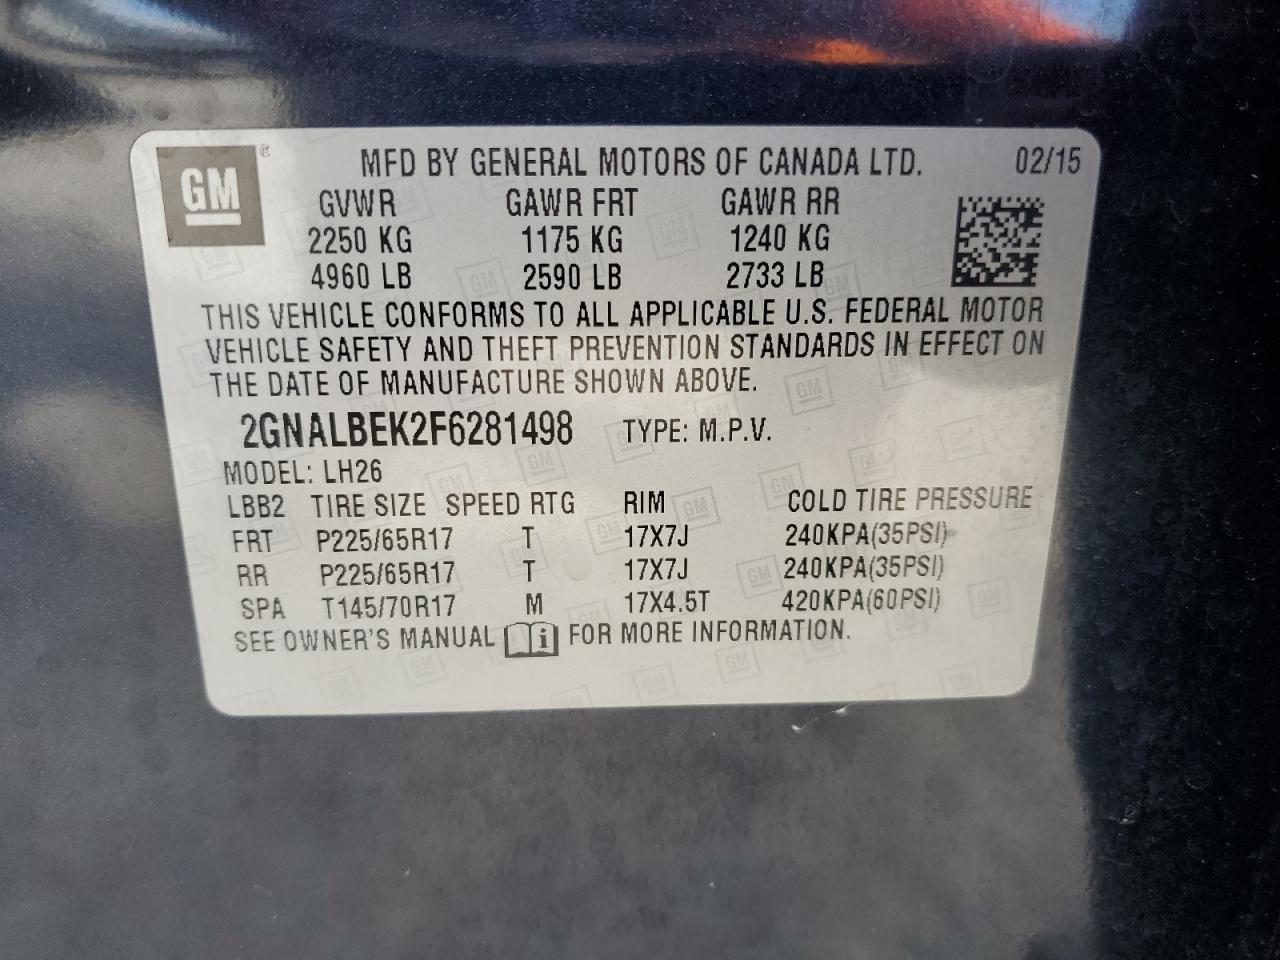 GM ® MFD BY GENERAL MOTORS OF CANADA LTD. 02/15
GVWR GAWR FRT GAWR RR
2250 KG 1175 KG 1240 KG
4960 LB 2590 LB 2733 LB
THIS VEHICLE CONFORMS TO ALL APPLICABLE U.S. FEDERAL MOTOR
VEHICLE SAFETY AND THEFT PREVENTION STANDARDS IN EFFECT ON
THE DATE OF MANUFACTURE SHOWN ABOVE.
2GNALBEK2F6281498 TYPE: M.P.V.
MODEL: LH26
LBB2 TIRE SIZE SPEED RTG RIM COLD TIRE PRESSURE
FRT P225/65R17 T 17X7J 240KPA(35PSI)
RR P225/65R17 T 17X7J 240KPA(35PSI)
SPA T145/70R17 M 17X4.5T 420KPA(60PSI)
SEE OWNER'S MANUAL i FOR MORE INFORMATION.